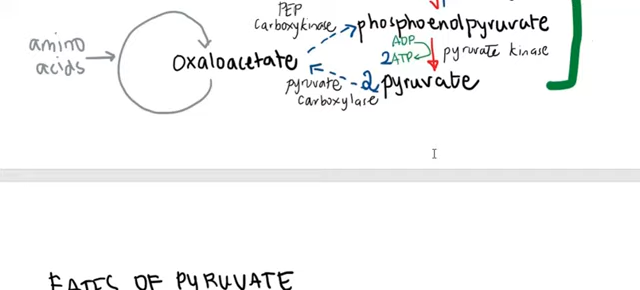 PEP
carboxykinase
phosphoenolpyruvate
amino
acids
oxaloacetate
ADP
2ATP
pyruvate kinase
2 pyruvate
pyruvate
carboxylase
FATES OF PYRUVATE